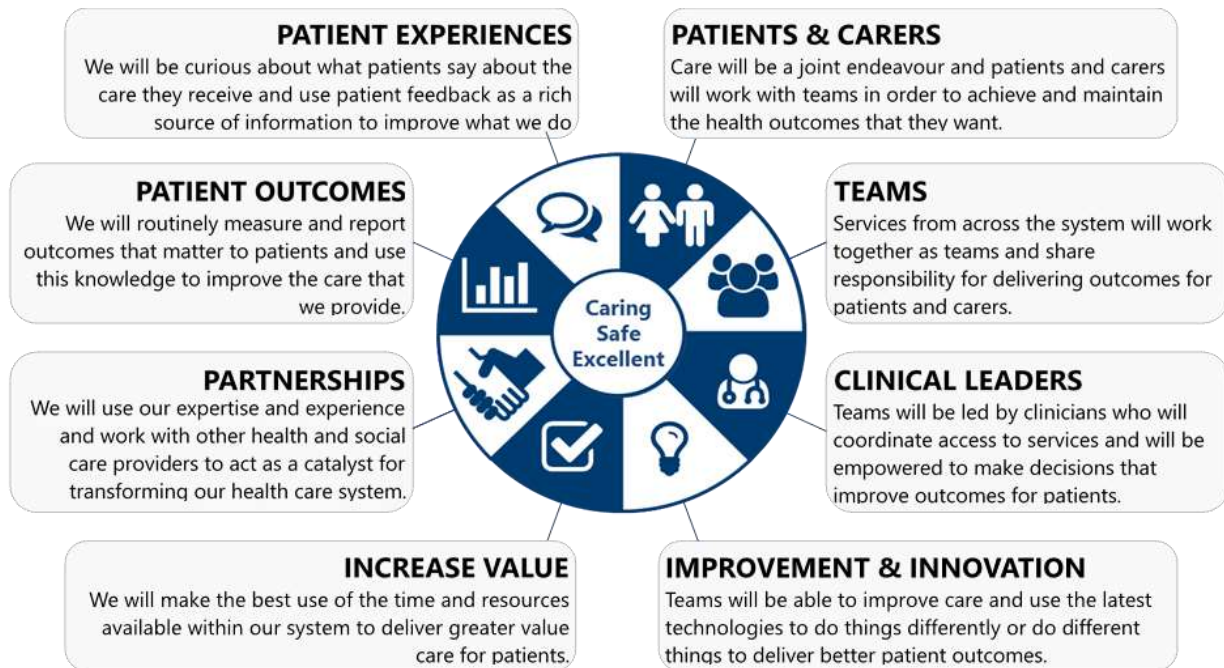 PATIENT EXPERIENCES
We will be curious about what patients say about the
care they receive and use patient feedback as a rich
source of information to improve what we do
PATIENTS & CARERS
Care will be a joint endeavour and patients and carers
will work with teams in order to achieve and maintain
the health outcomes that they want.
PATIENT OUTCOMES
We will routinely measure and report
outcomes that matter to patients and use
this knowledge to improve the care that
we provide.
TEAMS
Services from across the system will work
together as teams and share
responsibility for delivering outcomes for
patients and carers.
Caring
Safe
Excellent
PARTNERSHIPS
We will use our expertise and experience
and work with other health and social
care providers to act as a catalyst for
transforming our health care system.
CLINICAL LEADERS
Teams will be led by clinicians who will
coordinate access to services and will be
empowered to make decisions that
improve outcomes for patients.
INCREASE VALUE
We will make the best use of the time and resources
available within our system to deliver greater value
care for patients.
IMPROVEMENT & INNOVATION
Teams will be able to improve care and use the latest
technologies to do things differently or do different
things to deliver better patient outcomes.